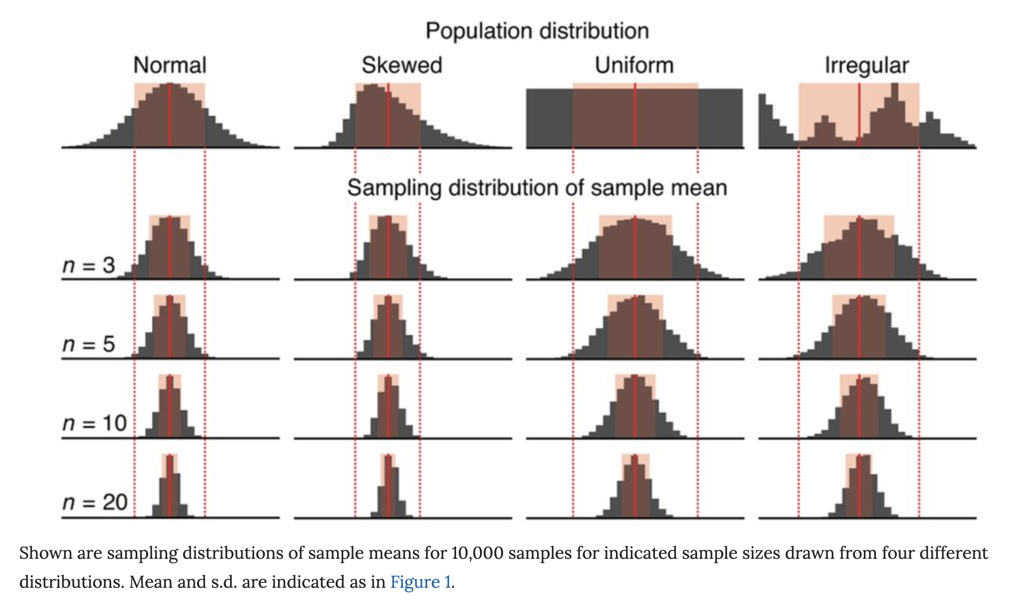 Population distribution
Normal Skewed Uniform Irregular
Sampling distribution of sample mean
n = 3
n = 5
n = 10
n = 20
Shown are sampling distributions of sample means for 10,000 samples for indicated sample sizes drawn from four different
distributions. Mean and s.d. are indicated as in Figure 1.